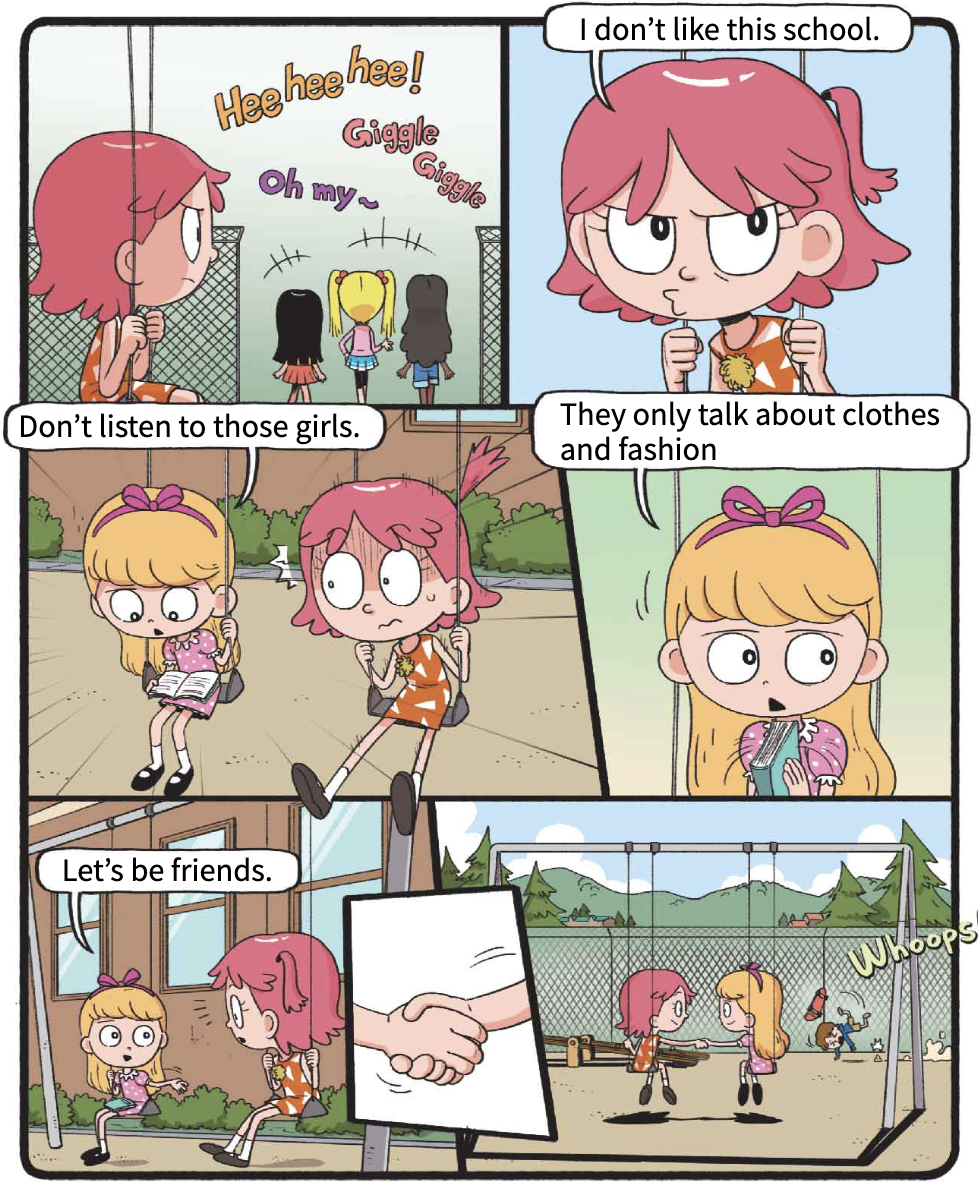 Hee hee hee!
Giggle
Giggle
Oh my~
I don't like this school.
Don't listen to those girls.
They only talk about clothes
and fashion
Let's be friends.
Whoops!